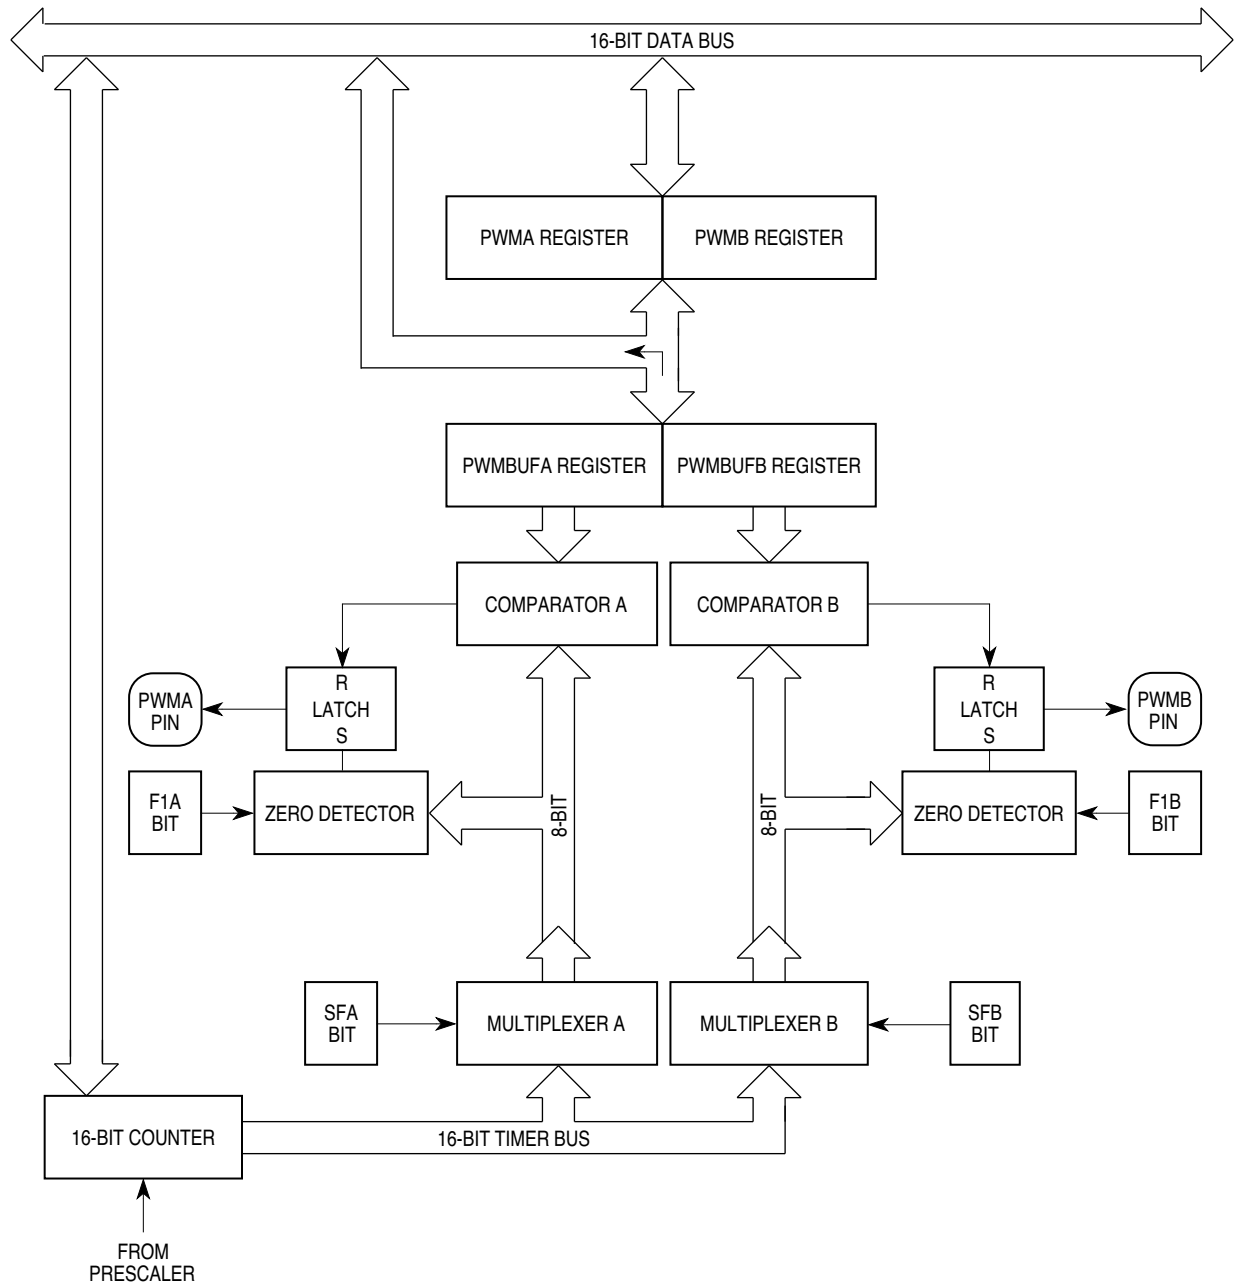 16-BIT DATA BUS
PWMA REGISTER
PWMB REGISTER
PWMBUFA REGISTER
PWMBUFB REGISTER
COMPARATOR A
COMPARATOR B
R
LATCH
S
R
LATCH
S
PWMA
PIN
PWMB
PIN
F1A
BIT
ZERO DETECTOR
8-BIT
8-BIT
ZERO DETECTOR
F1B
BIT
SFA
BIT
MULTIPLEXER A
MULTIPLEXER B
SFB
BIT
16-BIT COUNTER
16-BIT TIMER BUS
FROM
PRESCALER